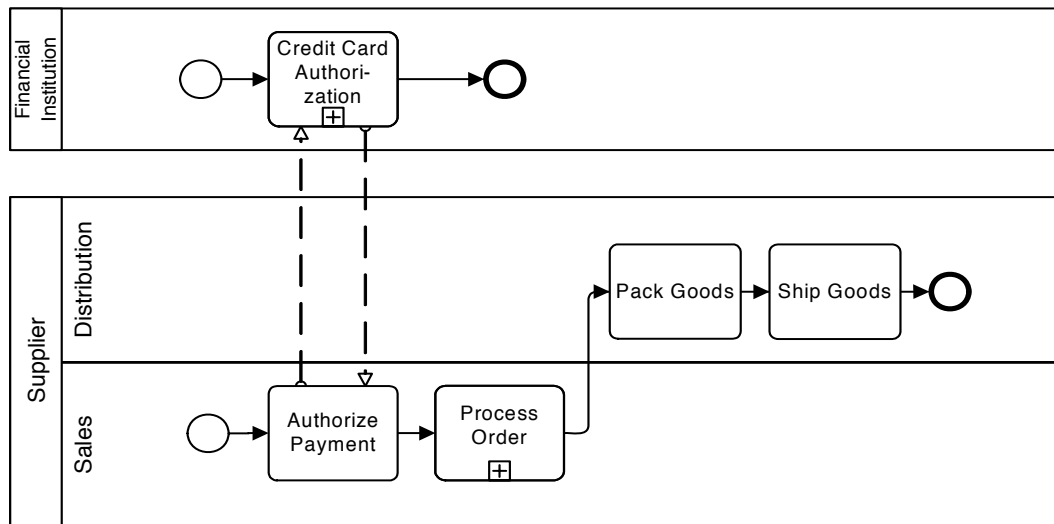 Financial
Institution
Credit Card
Authori-
zation
Supplier
Distribution
Pack Goods
Ship Goods
Sales
Authorize
Payment
Process
Order